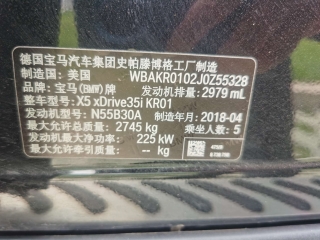 德国宝马汽车集团史帕滕博格工厂制造
制造国: 美国 WBAKR0102J0Z55328
品牌: 宝马(BMW)牌 发动机排量: 2979 mL
整车型号: X5 xDrive35i KR01
发动机型号: N55B30A 制造年月: 2018-04
最大允许总质量: 2745 kg 乘坐人数: 5
发动机最大净功率: 225 kW
最大允许牵引质量: -- kg